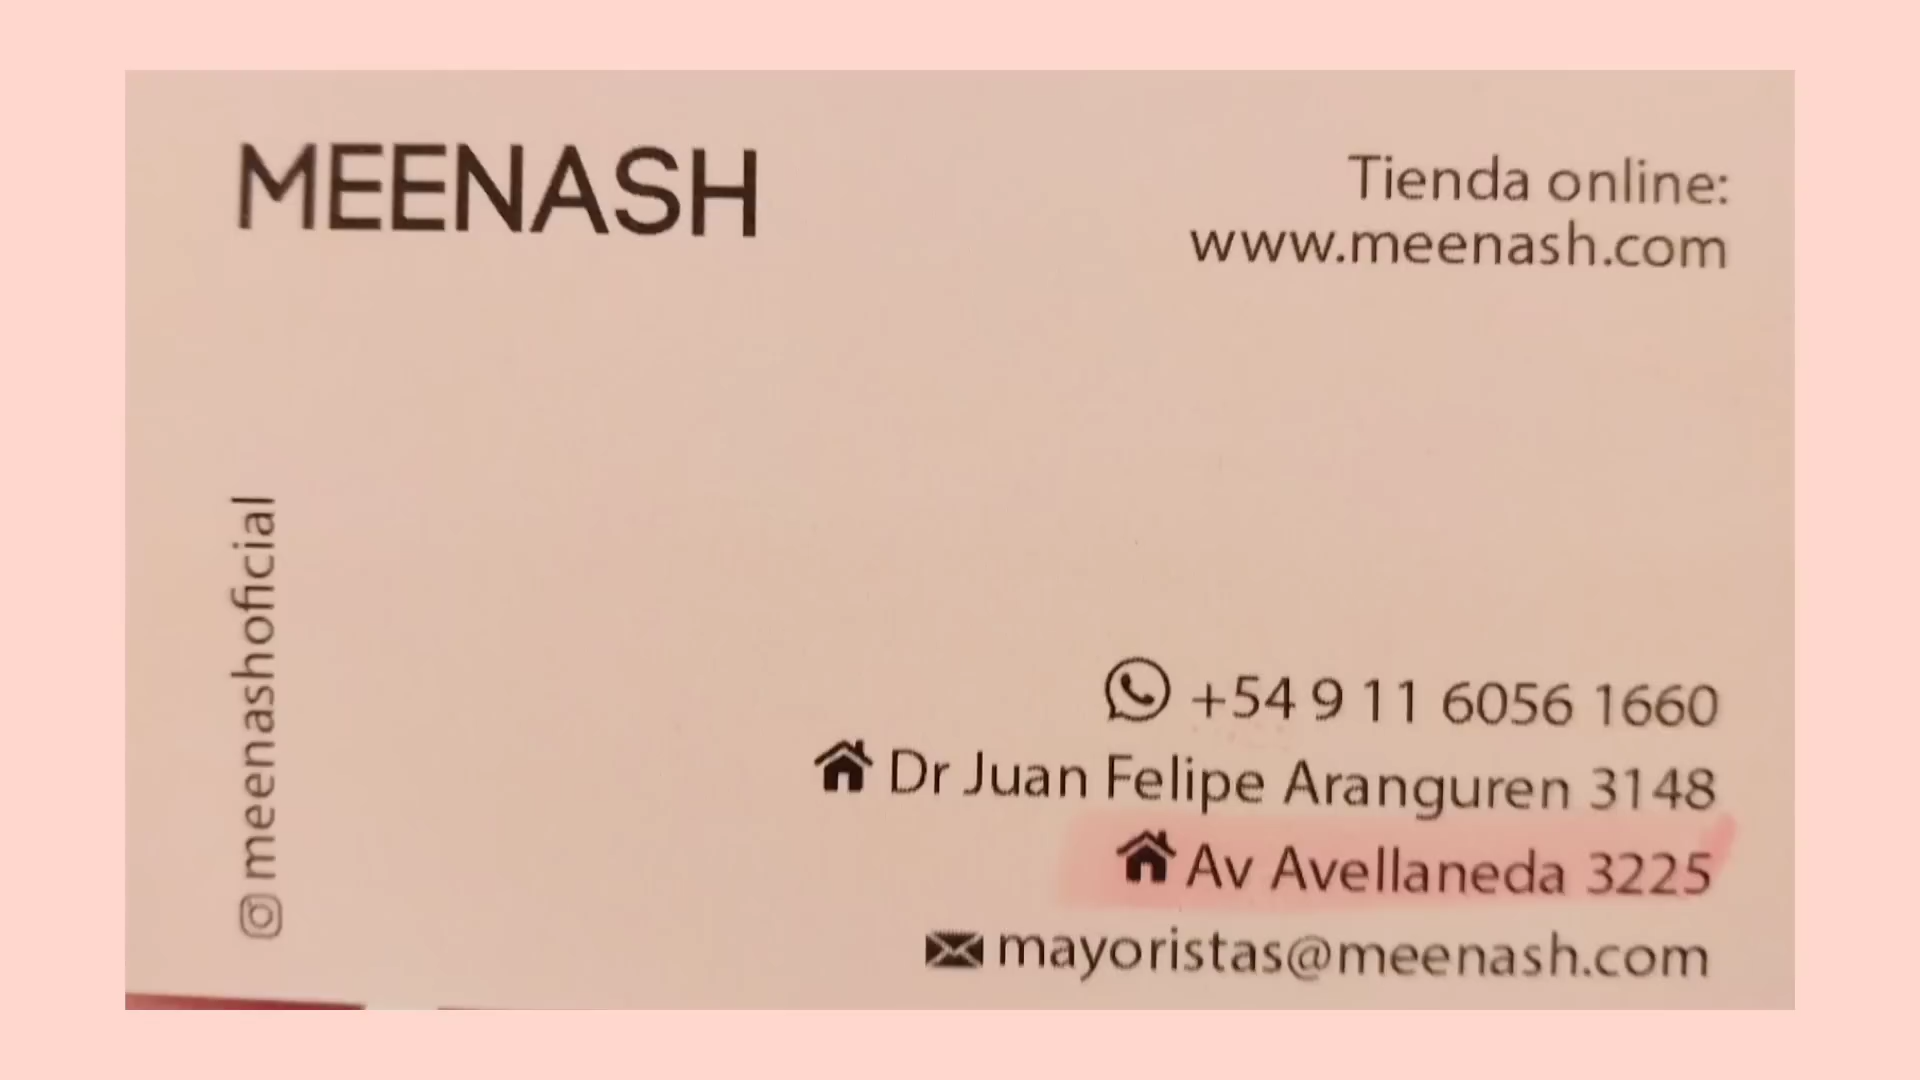 MEENASH
Tienda online:
www.meenash.com
meenashoficial
+54 9 11 6056 1660
Dr Juan Felipe Aranguren 3148
Av Avellaneda 3225
mayoristas@meenash.com